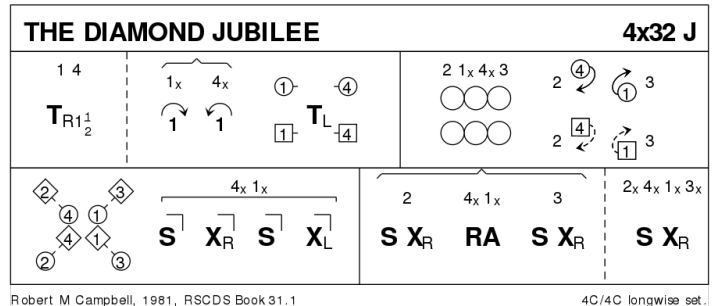 THE DIAMOND JUBILEE 4x32 J
1 4
T R1 1/2
1x 4x
1 1
1 4
1 T L 4
2 1x 4x 3
2 4 1 3
2 4 1 3
2 3
4 1
4 1
2 3
4x 1x
S XR S XL
2 4x 1x 3
S XR RA S XR
2x 4x 1x 3x
S XR
Robert M Campbell, 1981, RSCDS Book 31.1 4C/4C longwise set.